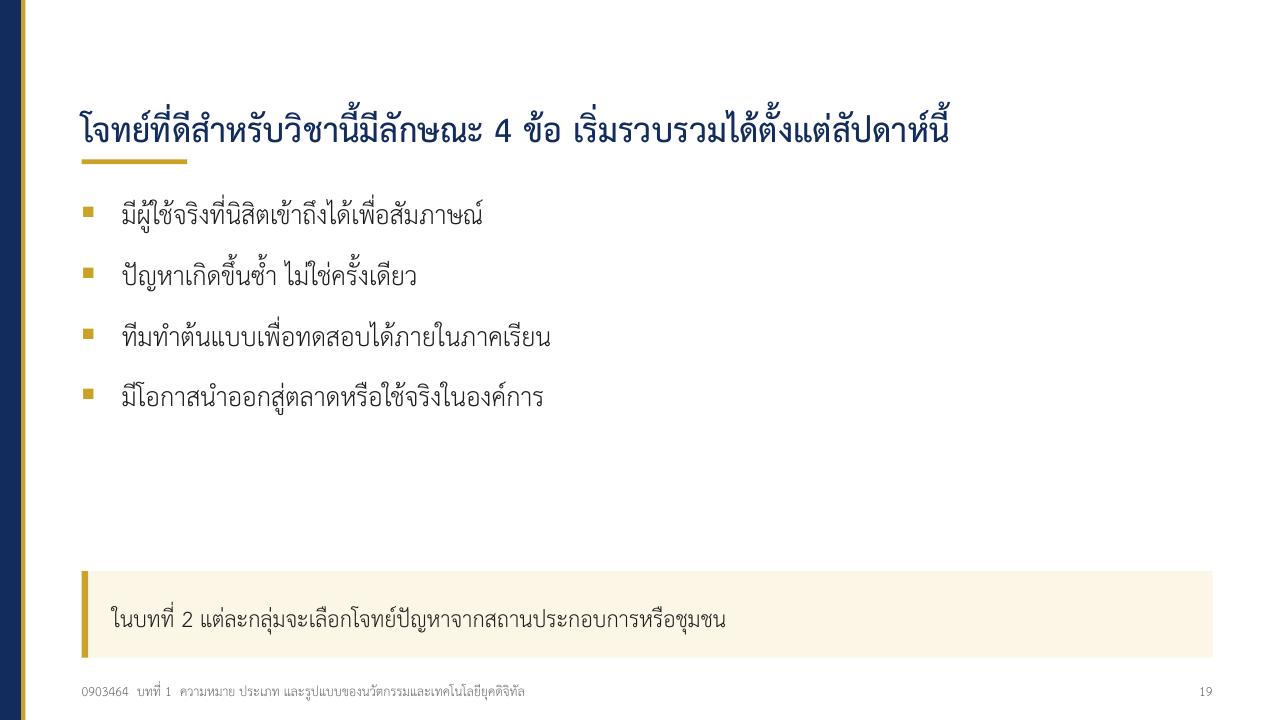 โจทย์ที่ดีสำหรับวิชานี้มีลักษณะ 4 ข้อ เริ่มรวบรวมได้ตั้งแต่สัปดาห์นี้
มีผู้ใช้จริงที่นิสิตเข้าถึงได้เพื่อสัมภาษณ์
ปัญหาเกิดขึ้นซ้ำ ไม่ใช่ครั้งเดียว
ทีมทำต้นแบบเพื่อทดสอบได้ภายในภาคเรียน
มีโอกาสนำออกสู่ตลาดหรือใช้จริงในองค์การ
ในบทที่ 2 แต่ละกลุ่มจะเลือกโจทย์ปัญหาจากสถานประกอบการหรือชุมชน
0903464 บทที่ 1 ความหมาย ประเภท และรูปแบบของนวัตกรรมและเทคโนโลยียุคดิจิทัล
19